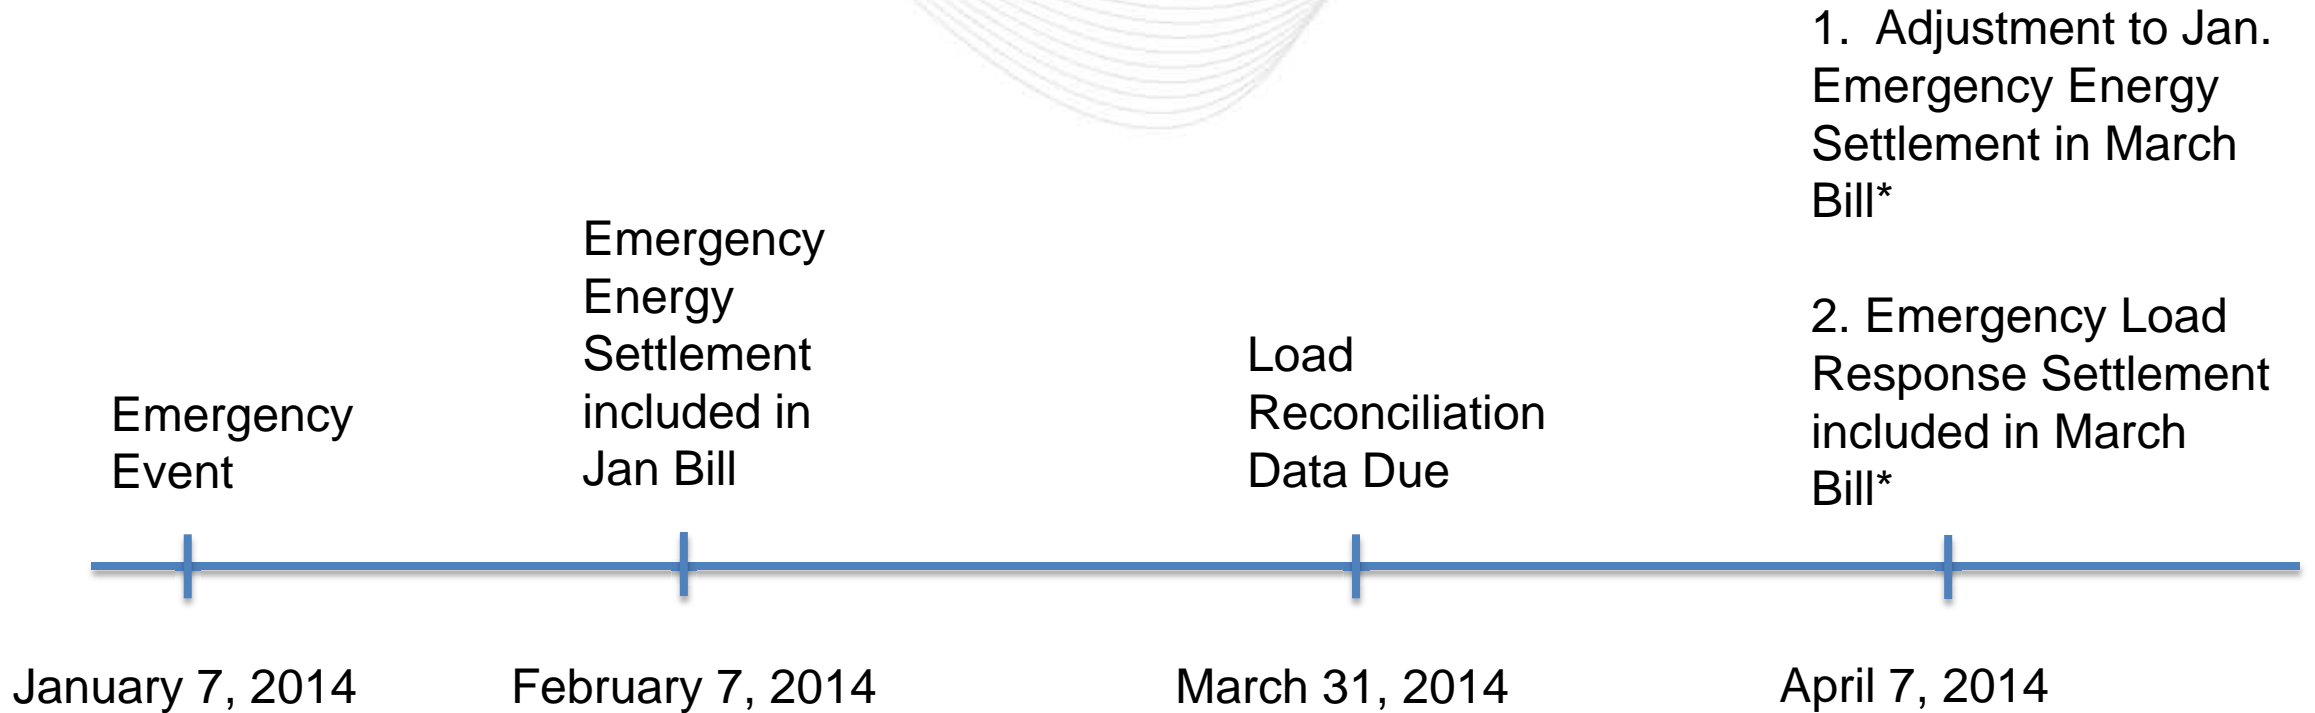 Emergency
Event
Emergency
Energy
Settlement
included in
Jan Bill
Load
Reconciliation
Data Due
1. Adjustment to Jan.
Emergency Energy
Settlement in March
Bill*
2. Emergency Load
Response Settlement
included in March
Bill*
January 7, 2014
February 7, 2014
March 31, 2014
April 7, 2014